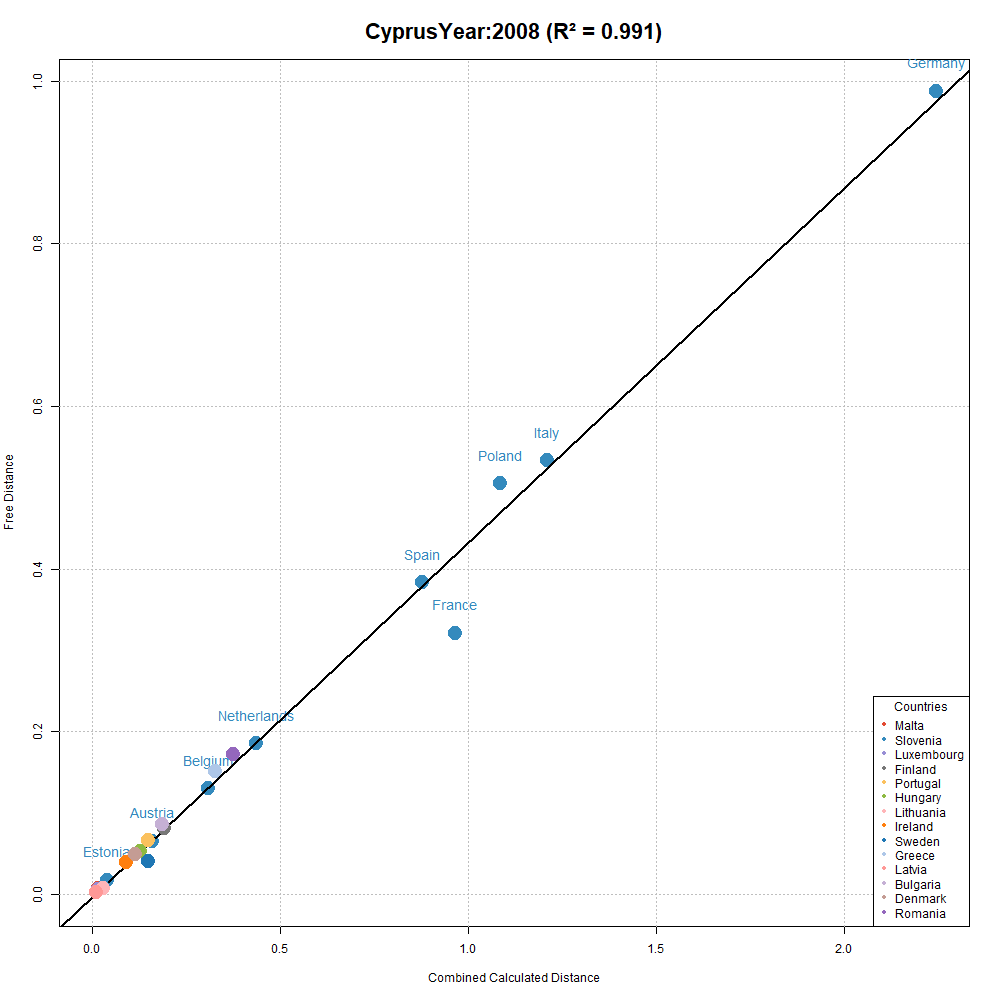 CyprusYear:2008 (R² = 0.991)
Germany
Italy
Poland
Spain
France
Netherlands
Belgium
Austria
Estonia
Free Distance
1.0
0.8
0.6
0.4
0.2
0.0
0.0 0.5 1.0 1.5 2.0
Combined Calculated Distance
Countries
Malta
Slovenia
Luxembourg
Finland
Portugal
Hungary
Lithuania
Ireland
Sweden
Greece
Latvia
Bulgaria
Denmark
Romania